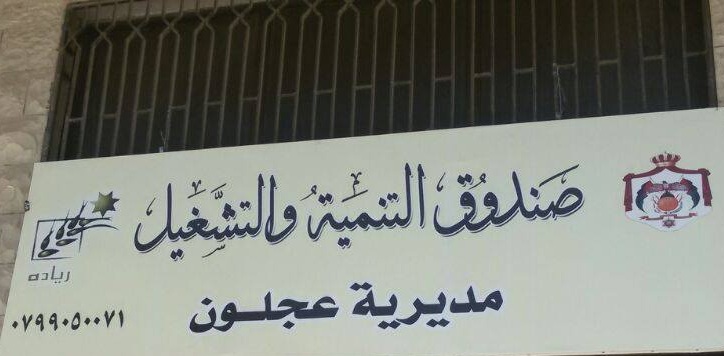 صندوق التنمية والتشغيل
مديرية عجلون
ريادة
٠٧٩٩٠٥٠٠٧١